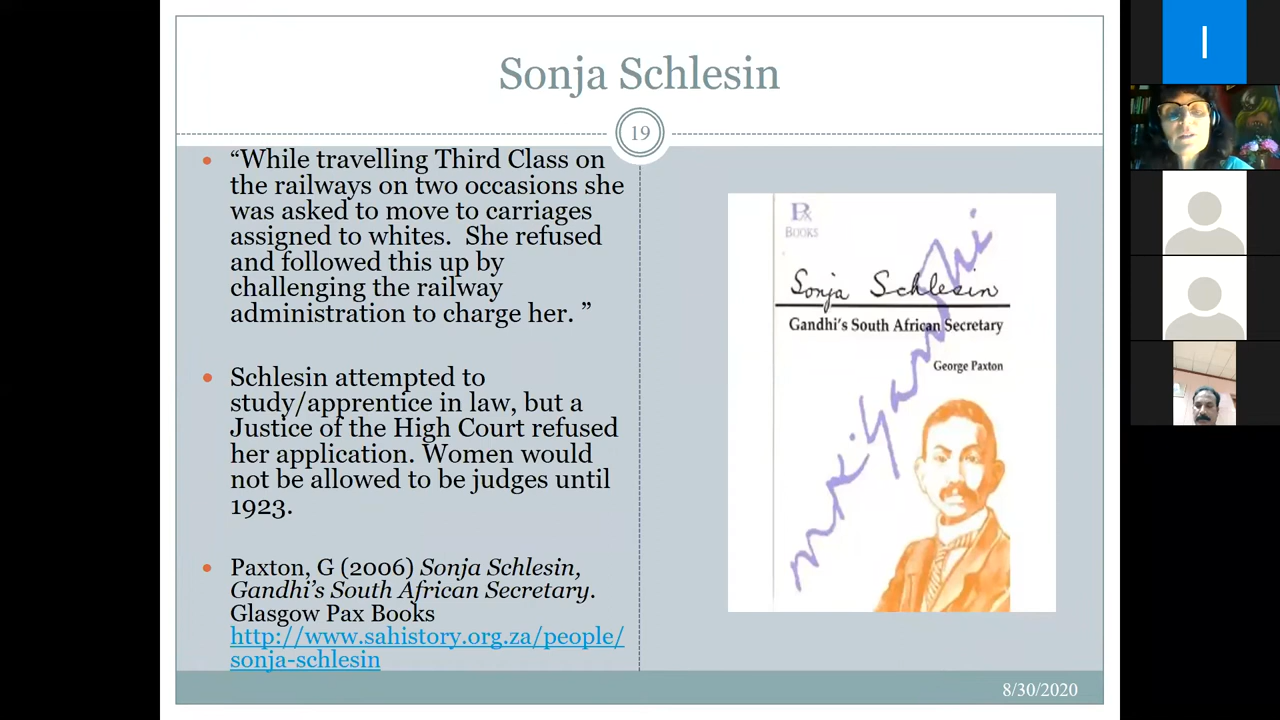 Sonja Schlesin
19
“While travelling Third Class on
the railways on two occasions she
was asked to move to carriages
assigned to whites.  She refused
and followed this up by
challenging the railway
administration to charge her. ”
Schlesin attempted to
study/apprentice in law, but a
Justice of the High Court refused
her application. Women would
not be allowed to be judges until
1923.
Paxton, G (2006) Sonja Schlesin,
Gandhi’s South African Secretary.
Glasgow Pax Books
http://www.sahistory.org.za/people/
sonja-schlesin
Px
BOOKS
Sonja Schlesin
Gandhi’s South African Secretary
George Paxton
mkgandhi
8/30/2020
I